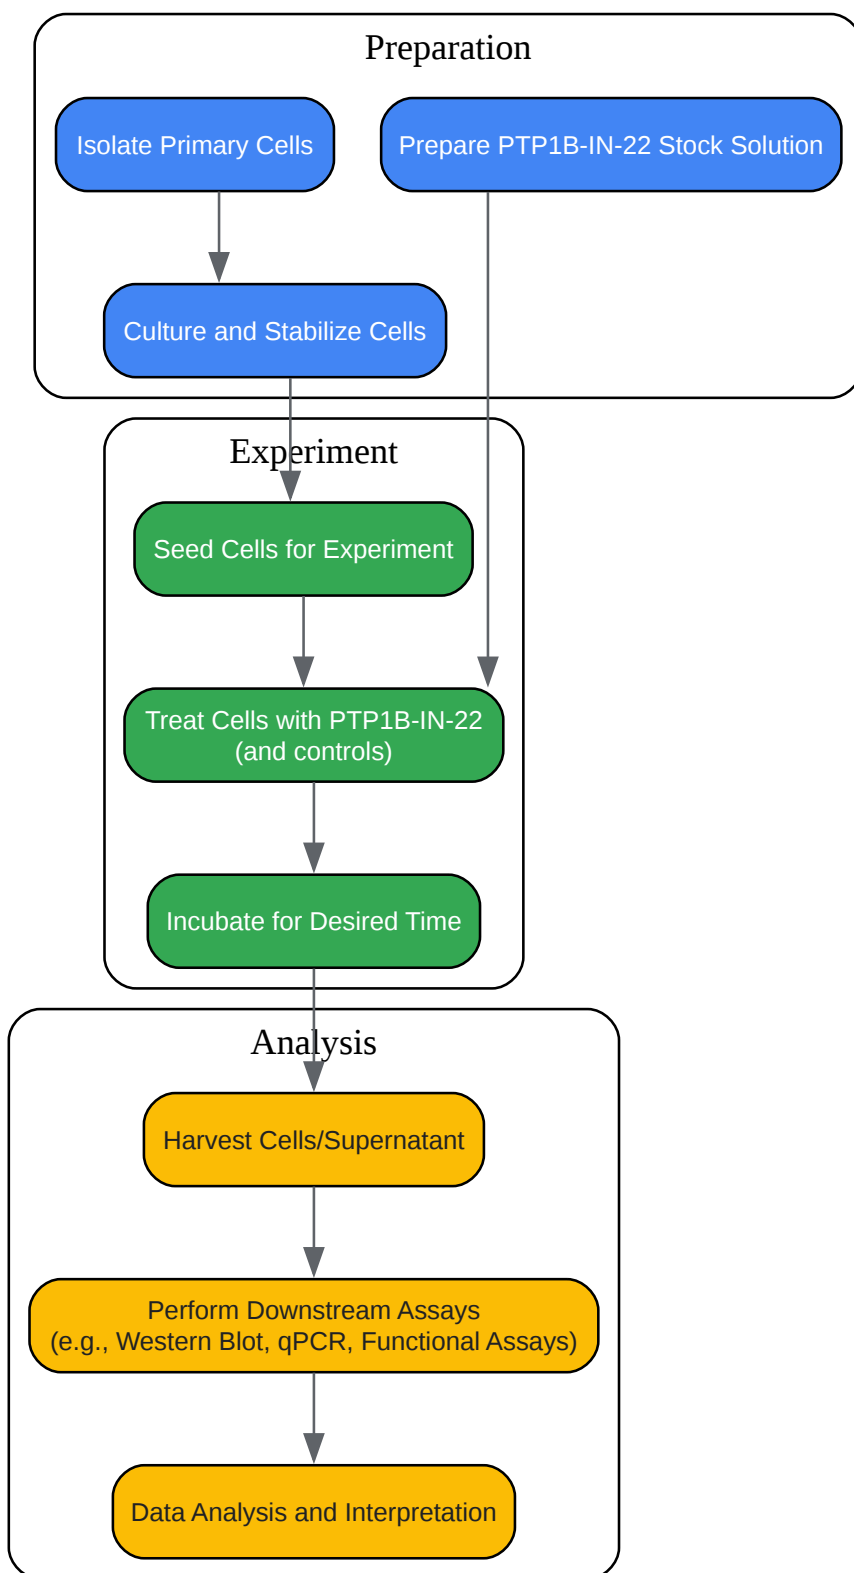 Preparation
Isolate Primary Cells
Prepare PTP1B-IN-22 Stock Solution
Culture and Stabilize Cells
Experiment
Seed Cells for Experiment
Treat Cells with PTP1B-IN-22
(and controls)
Incubate for Desired Time
Analysis
Harvest Cells/Supernatant
Perform Downstream Assays
(e.g., Western Blot, qPCR, Functional Assays)
Data Analysis and Interpretation